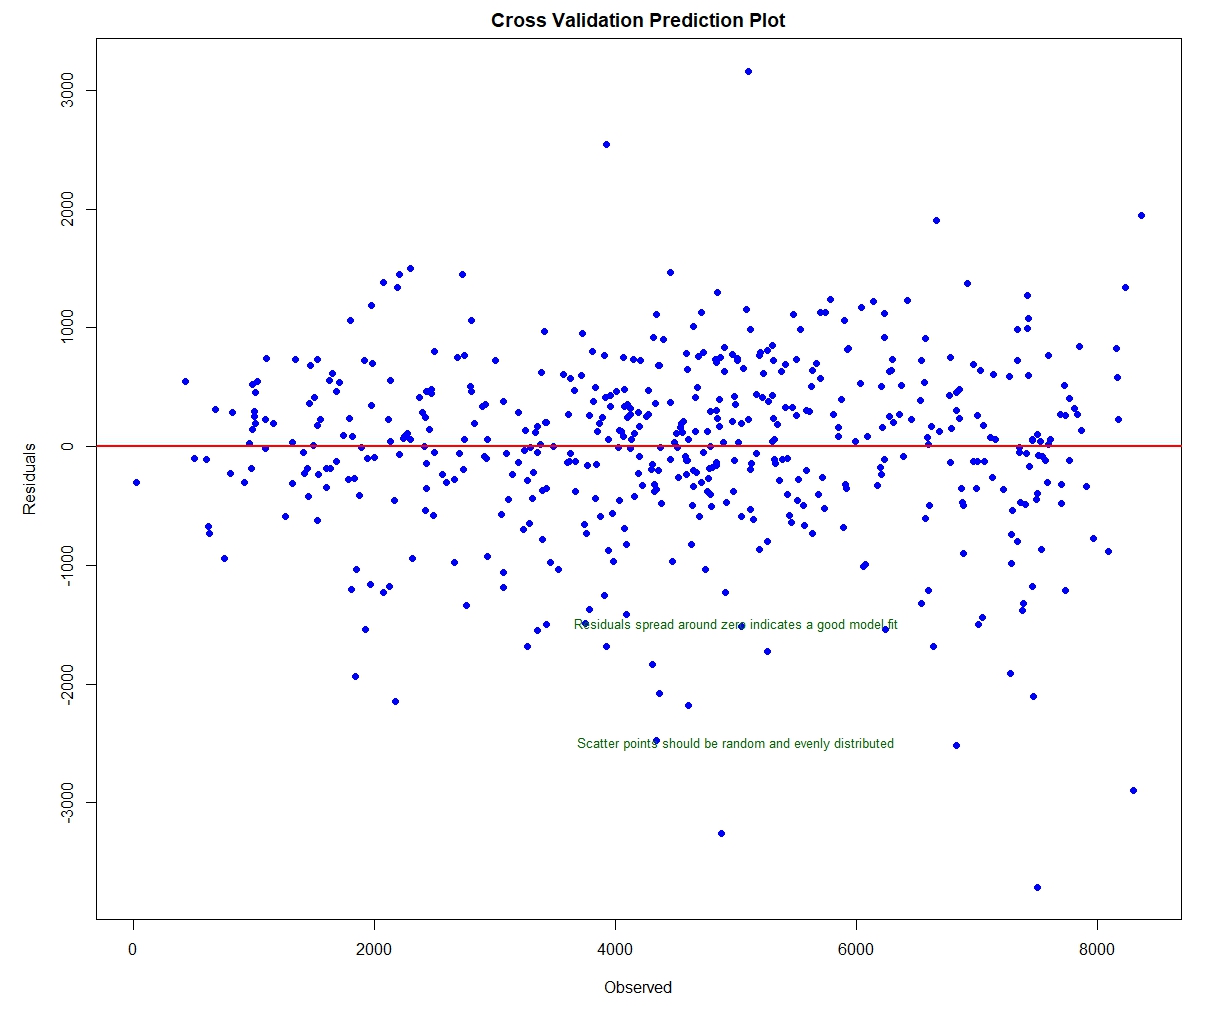 Cross Validation Prediction Plot
3000
2000
1000
0
-1000
-2000
-3000
Residuals
Residuals spread around zero indicates a good model fit
Scatter points should be random and evenly distributed
0 2000 4000 6000 8000
Observed